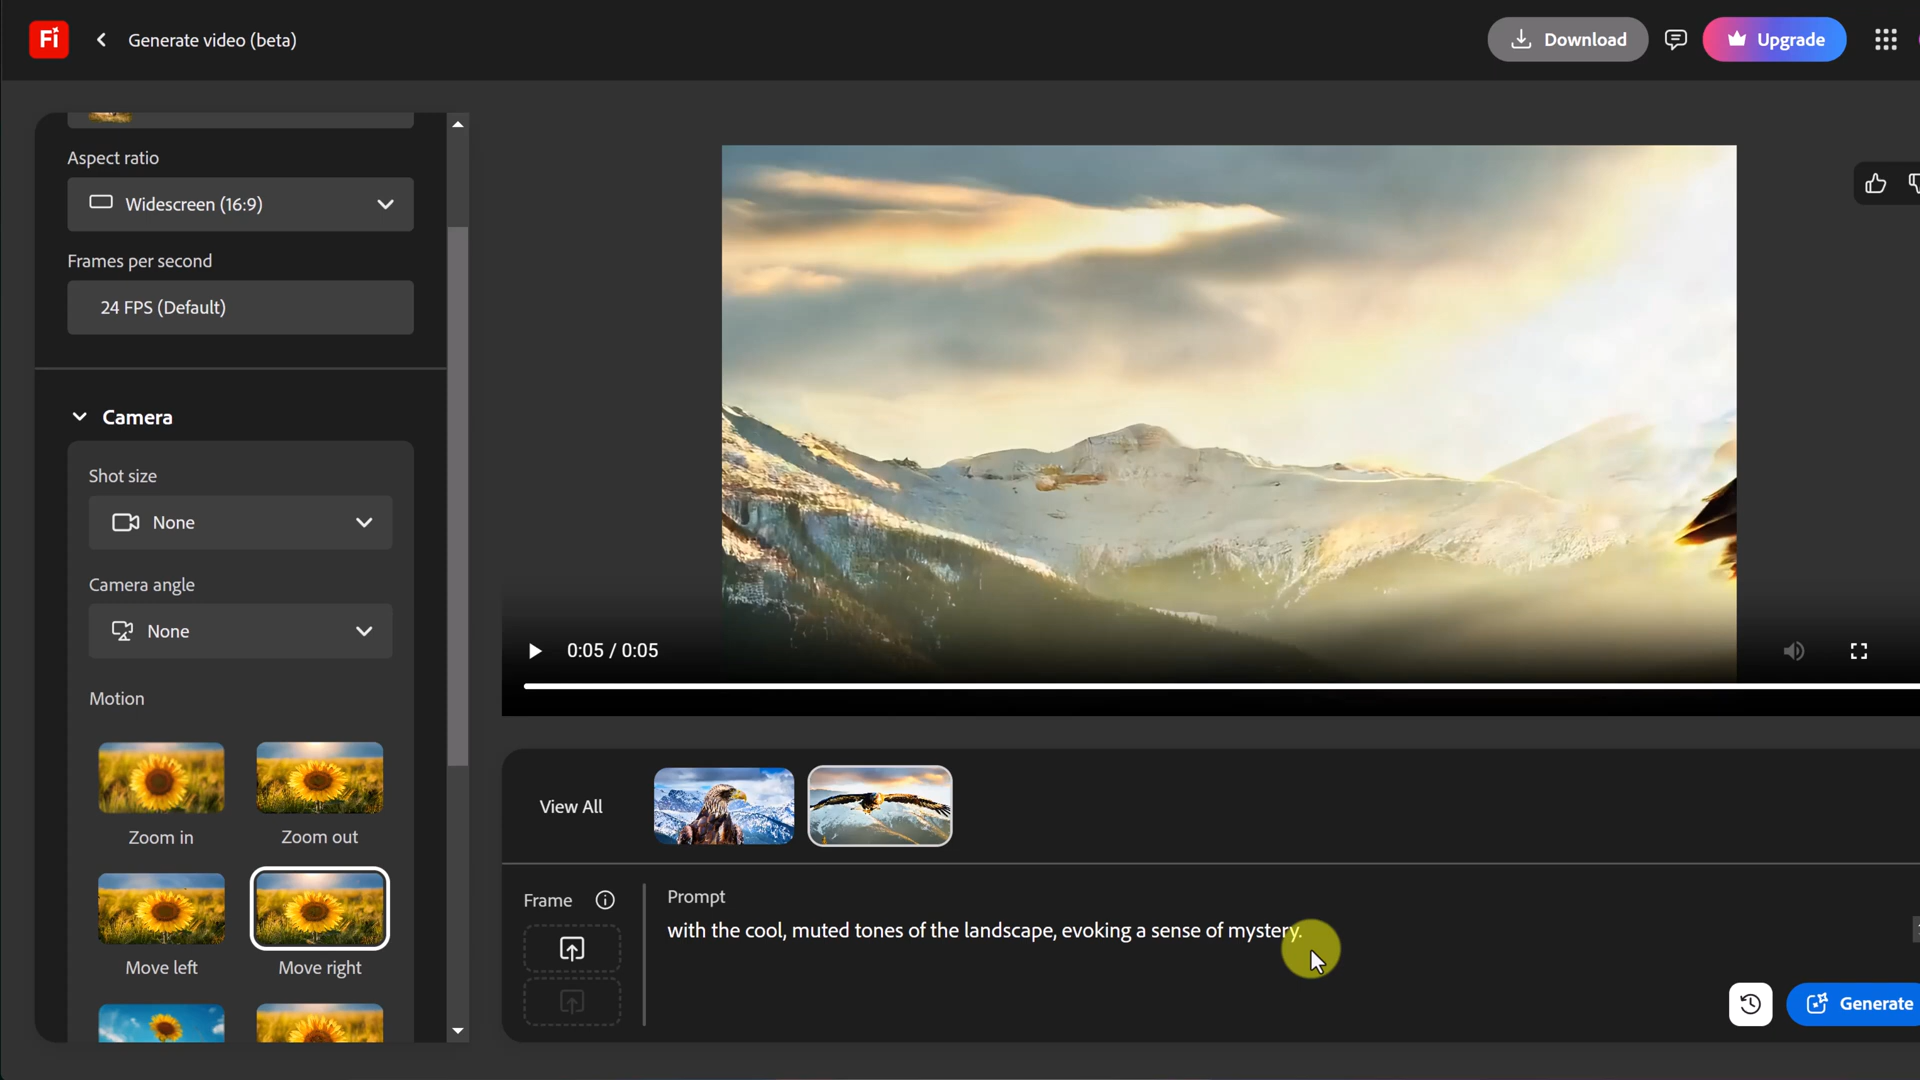 Fi
Generate video (beta)
Download
Upgrade
Aspect ratio
Widescreen (16:9)
Frames per second
24 FPS (Default)
Camera
Shot size
None
Camera angle
None
Motion
Zoom in
Zoom out
Move left
Move right
0:05 / 0:05
View All
Frame
Prompt
with the cool, muted tones of the landscape, evoking a sense of mystery.
Generate